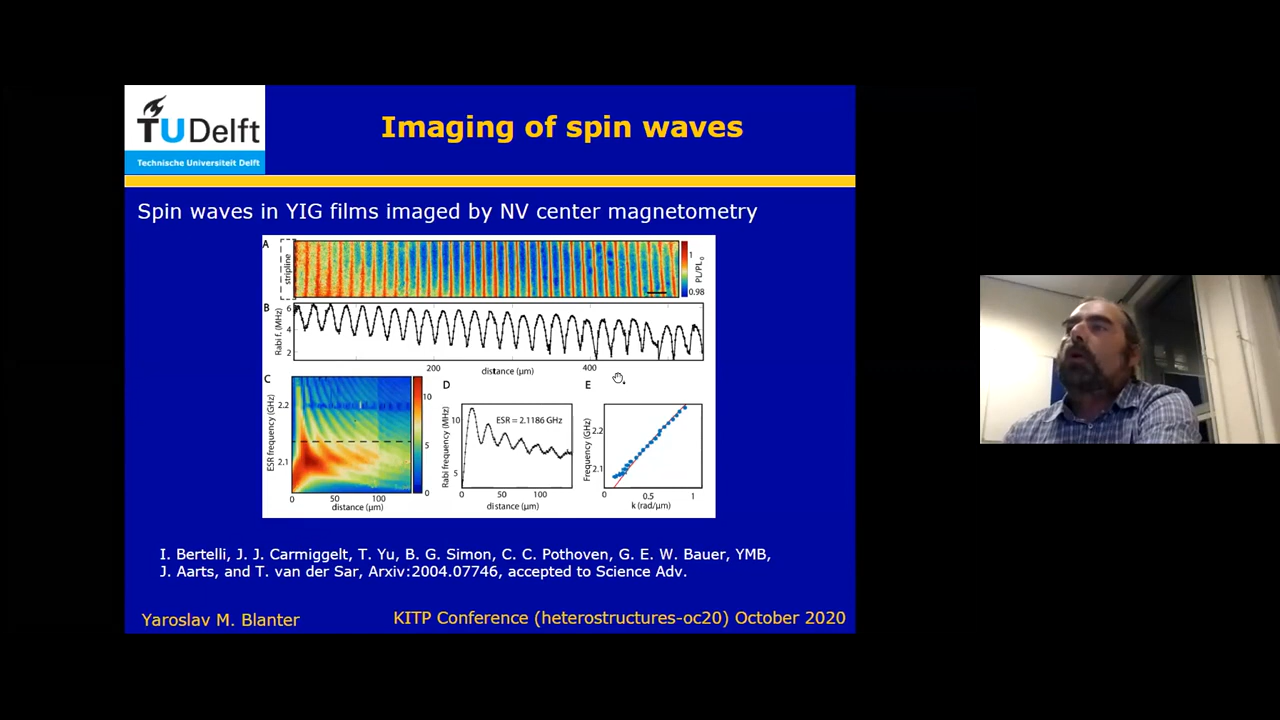 TUDelft
Technische Universiteit Delft
Imaging of spin waves
Spin waves in YIG films imaged by NV center magnetometry
A
stripline
1
0.98
PL/PL₀
B
Rabi f. (MHz)
6
4
2
200
400
distance (µm)
C
ESR frequency (GHz)
2.2
2.1
0
50
100
distance (µm)
10
5
0
D
Rabi frequency (MHz)
10
5
ESR = 2.1186 GHz
0
50
100
distance (µm)
E
Frequency (GHz)
2.2
2.1
0
0.5
1
k (rad/µm)
I. Bertelli, J. J. Carmiggelt, T. Yu, B. G. Simon, C. C. Pothoven, G. E. W. Bauer, YMB,
J. Aarts, and T. van der Sar, Arxiv:2004.07746, accepted to Science Adv.
Yaroslav M. Blanter
KITP Conference (heterostructures-oc20) October 2020